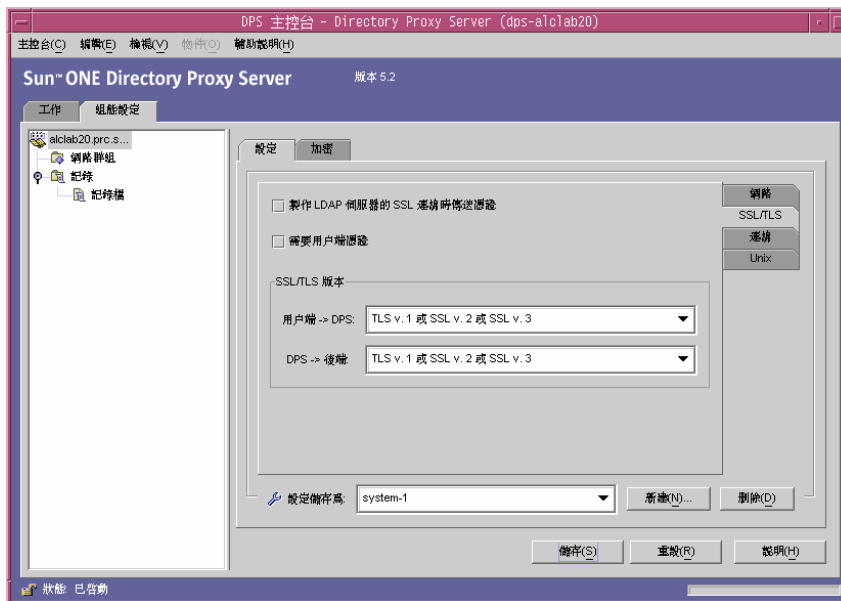 DPS 主控台 - Directory Proxy Server (dps-alclab20)
主控台(C) 編輯(E) 檢視(V) 物件(O) 輔助說明(H)
Sun™ ONE Directory Proxy Server 版本 5.2
工作 組態設定
alclab20.prc.s...
網路群組
記錄
記錄檔
設定 加密
網路
SSL/TLS
連線
Unix
製作 LDAP 伺服器的 SSL 連線時傳送憑證
需要用戶端憑證
SSL/TLS 版本
用戶端 -> DPS: TLS v. 1 或 SSL v. 2 或 SSL v. 3
DPS -> 後端: TLS v. 1 或 SSL v. 2 或 SSL v. 3
設定儲存為: system-1 新建(N)... 刪除(D)
儲存(S) 重設(R) 說明(H)
狀態: 已啟動